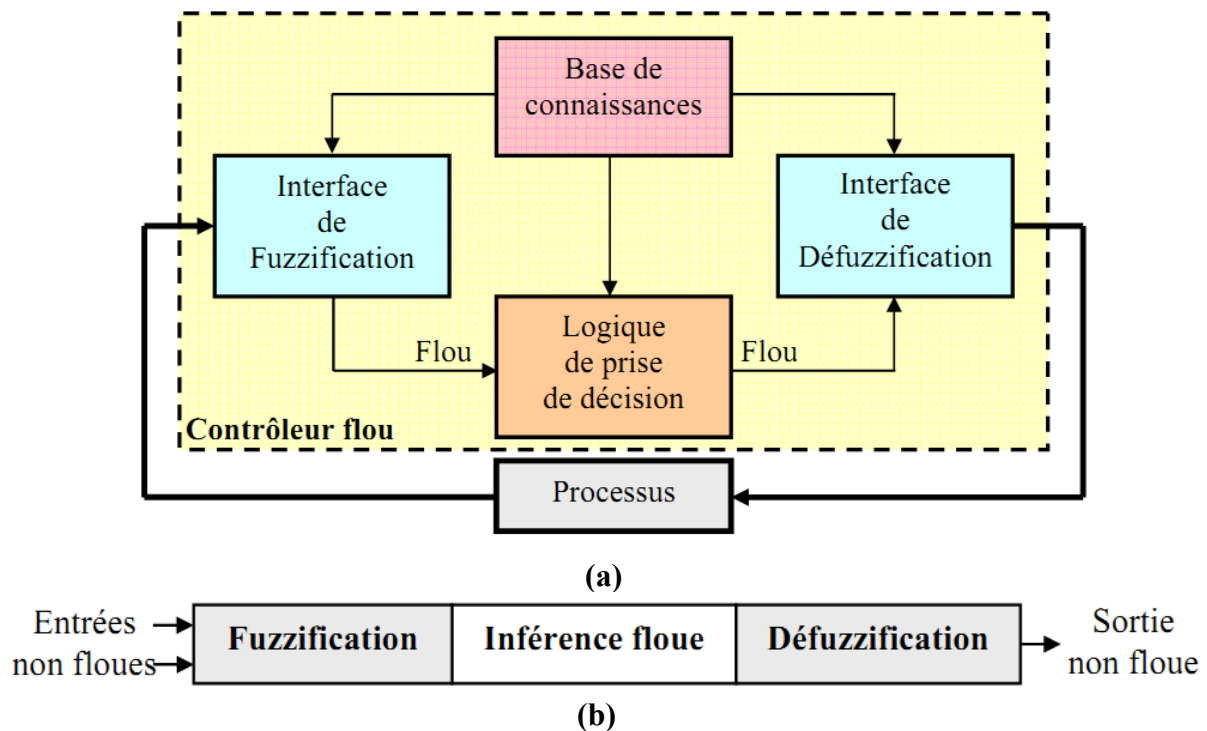 Base de
connaissances
Interface
de
Fuzzification
Interface
de
Défuzzification
Flou
Logique
de prise
de décision
Flou
Contrôleur flou
Processus
(a)
Entrées
non floues
Fuzzification
Inférence floue
Défuzzification
Sortie
non floue
(b)